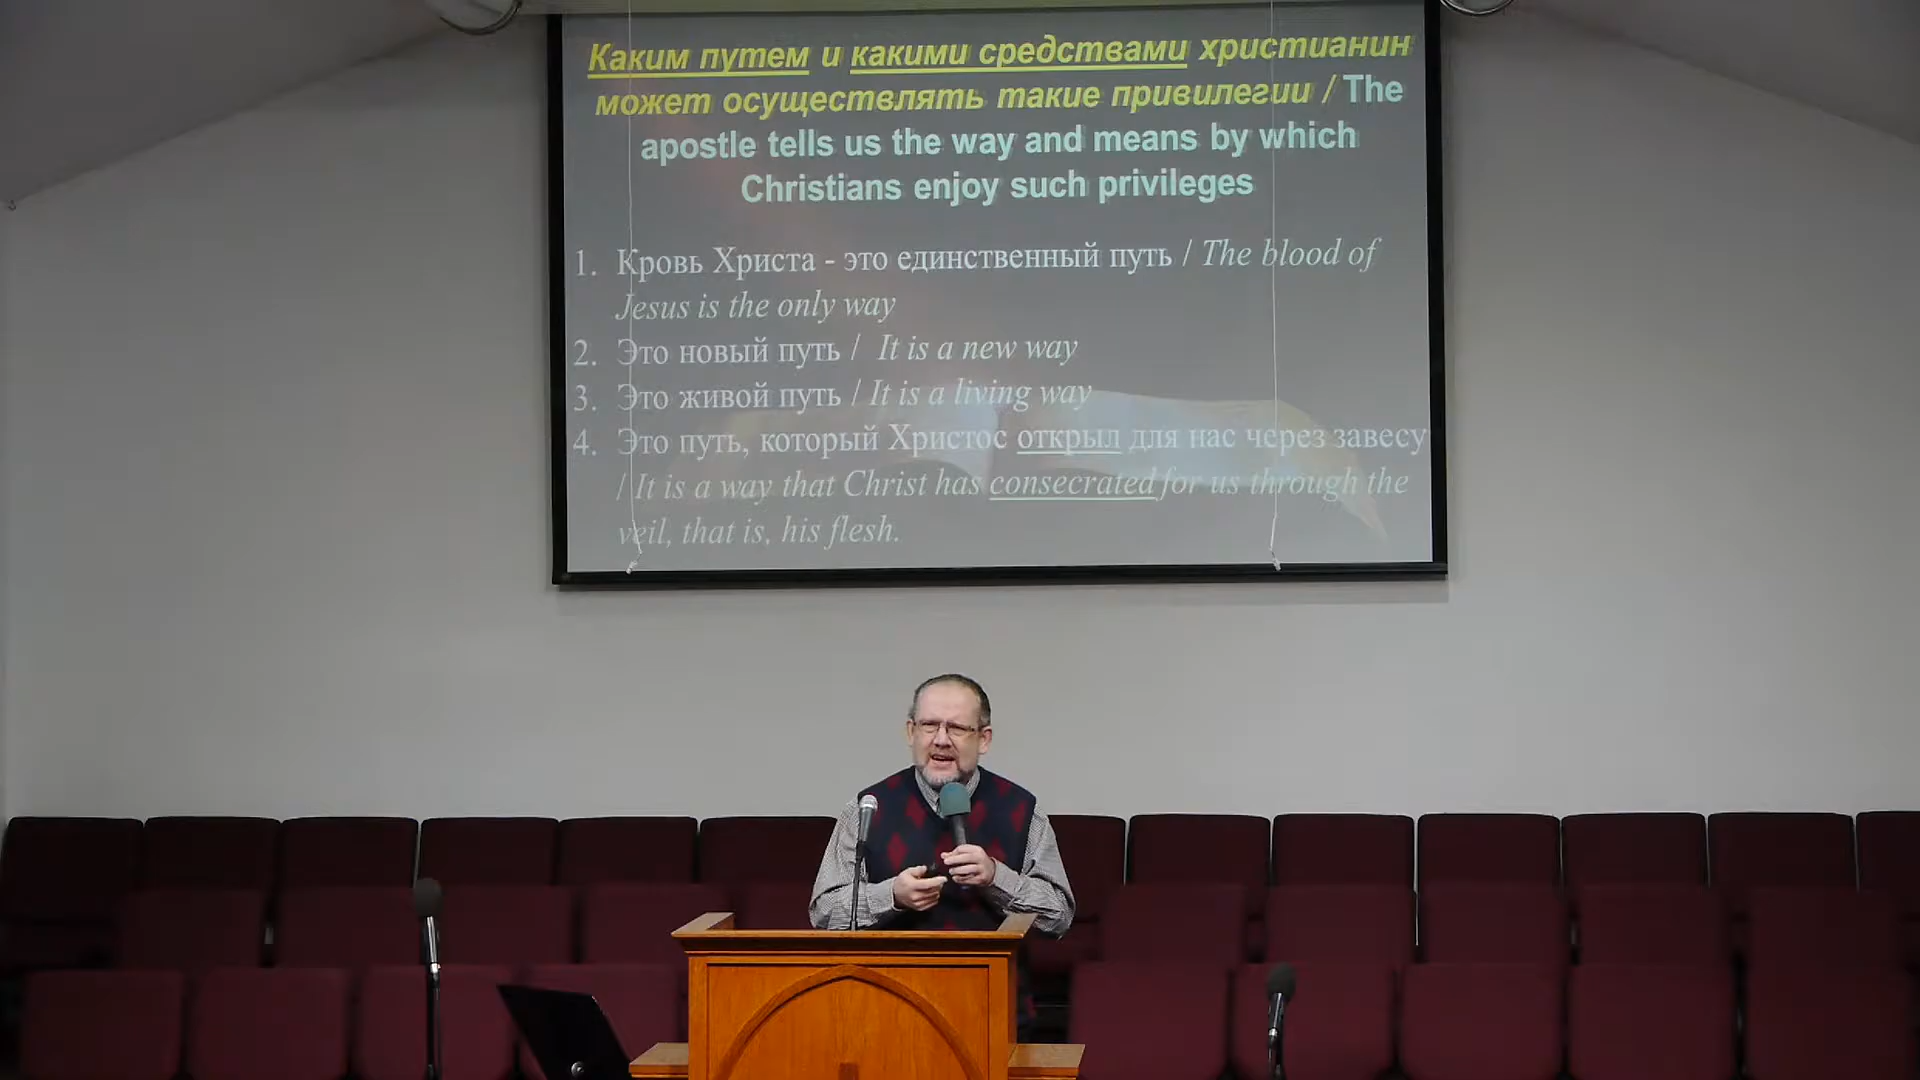 Каким путем и какими средствами христианин
может осуществлять такие привилегии / The
apostle tells us the way and means by which
Christians enjoy such privileges
1. Кровь Христа - это единственный путь / The blood of
Jesus is the only way
2. Это новый путь / It is a new way
3. Это живой путь / It is a living way
4. Это путь, который Христос открыл для нас через завесу
/ It is a way that Christ has consecrated for us through the
veil, that is, his flesh.